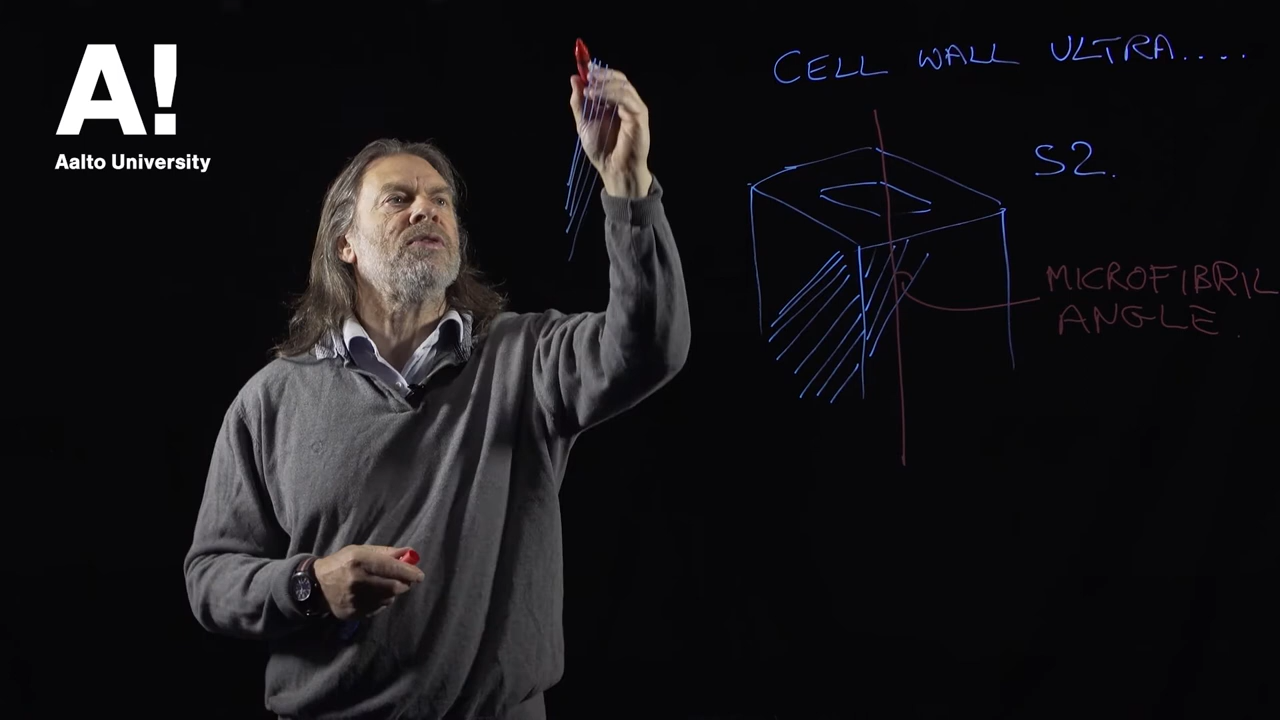 A!
Aalto University
CELL WALL ULTRA....
S2.
MICROFIBRIL
ANGLE.